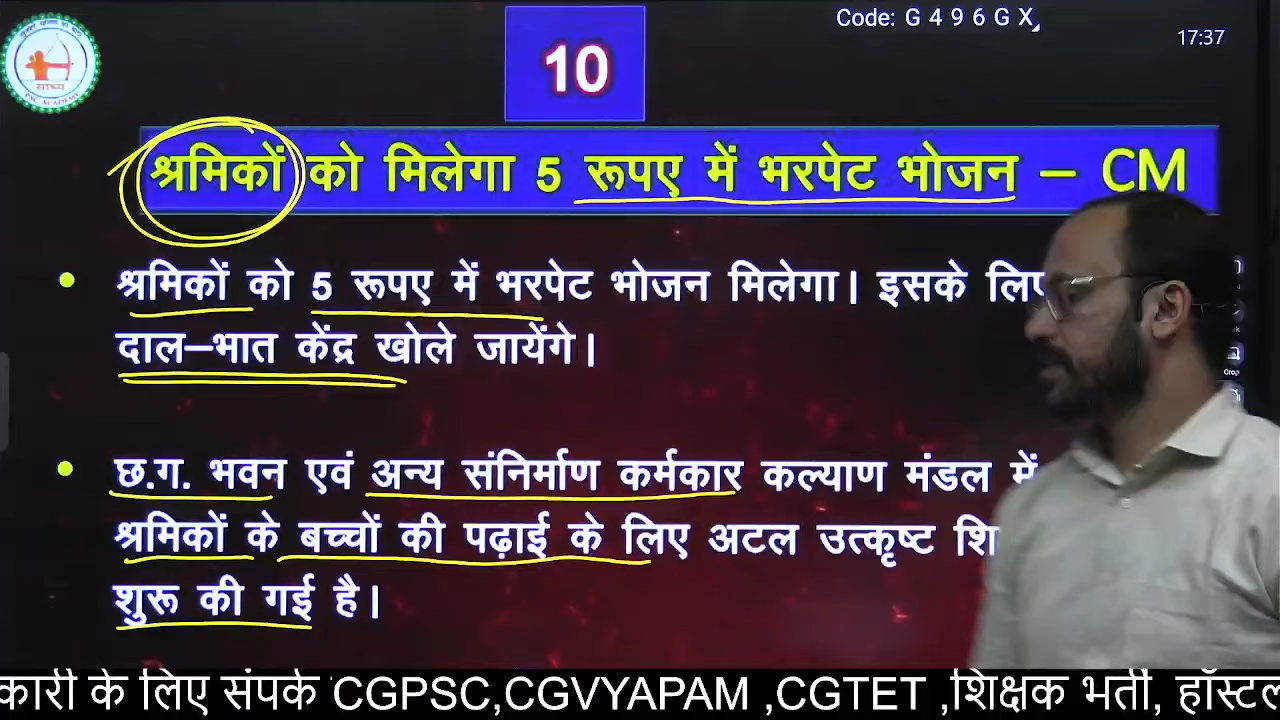 Code: G 4 9 6 G X
17:37
10
साध्य
PSC ACADEMY
श्रमिकों को मिलेगा 5 रूपए में भरपेट भोजन – CM
श्रमिकों को 5 रूपए में भरपेट भोजन मिलेगा। इसके लिए
दाल–भात केंद्र खोले जायेंगे।
छ.ग. भवन एवं अन्य संनिर्माण कर्मकार कल्याण मंडल में
श्रमिकों के बच्चों की पढ़ाई के लिए अटल उत्कृष्ट
शुरू की गई है।
कारी के लिए संपर्क CGPSC,CGVYAPAM ,CGTET ,शिक्षक भर्ती, हॉस्टल